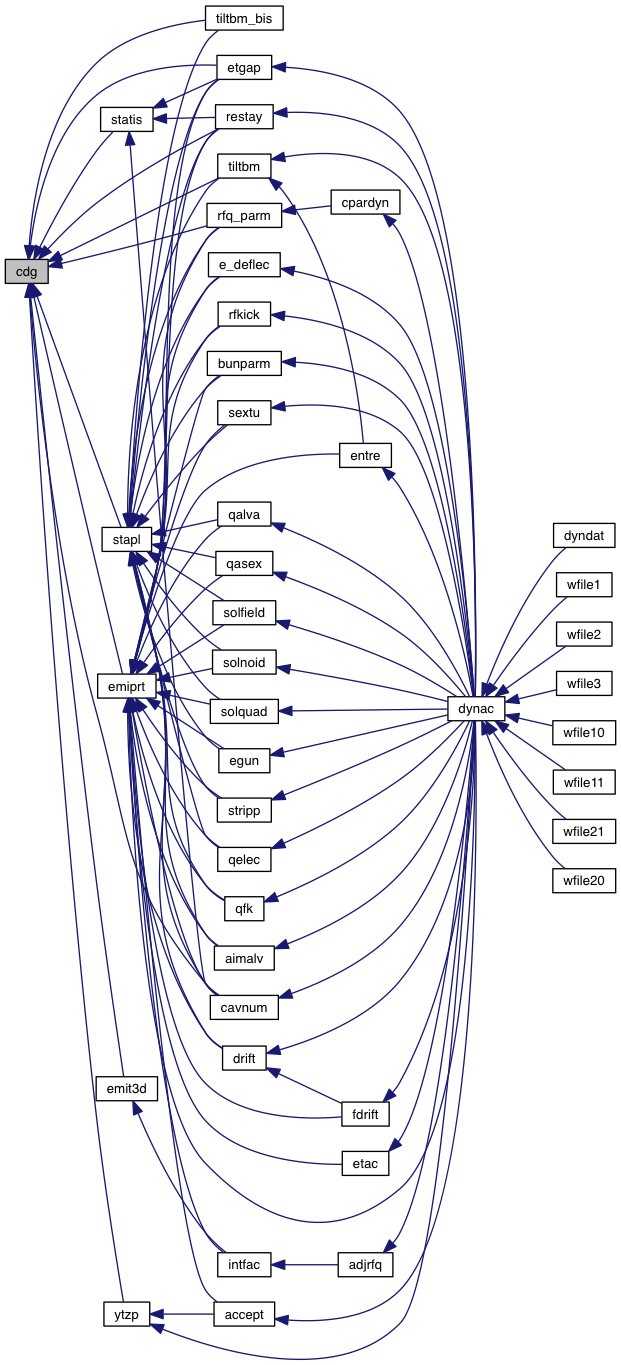 tiltbm_bis
etgap
statis
restay
tiltbm
cpardyn
rfq_parm
cdg
e_deflec
rfkick
bunparm
sextu
entre
qalva
stapl
dyndat
qasex
wfile1
solfield
wfile2
solnoid
emiprt
wfile3
solquad
dynac
wfile10
egun
wfile11
stripp
wfile21
qelec
wfile20
qfk
aimalv
cavnum
drift
emit3d
fdrift
etac
intfac
adjrfq
ytzp
accept